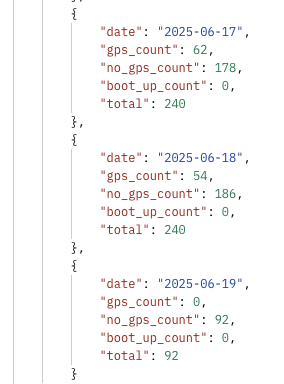 {
"date": "2025-06-17",
"gps_count": 62,
"no_gps_count": 178,
"boot_up_count": 0,
"total": 240
},
{
"date": "2025-06-18",
"gps_count": 54,
"no_gps_count": 186,
"boot_up_count": 0,
"total": 240
},
{
"date": "2025-06-19",
"gps_count": 0,
"no_gps_count": 92,
"boot_up_count": 0,
"total": 92
}